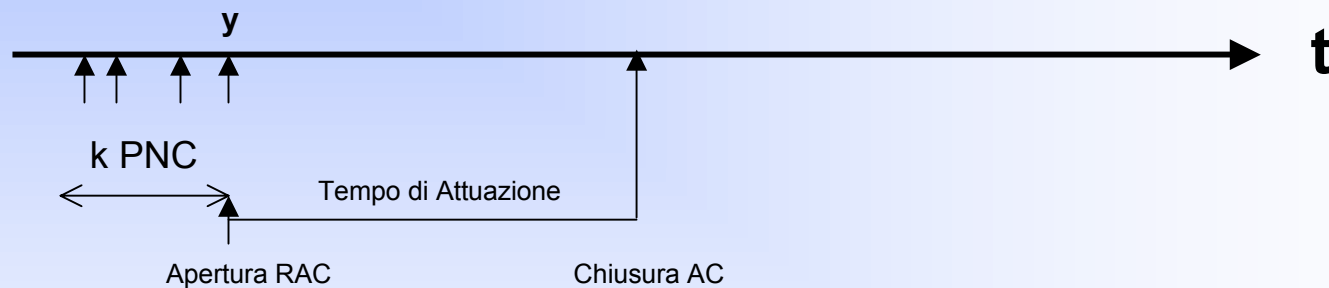 y
t
k PNC
Tempo di Attuazione
Apertura RAC
Chiusura AC